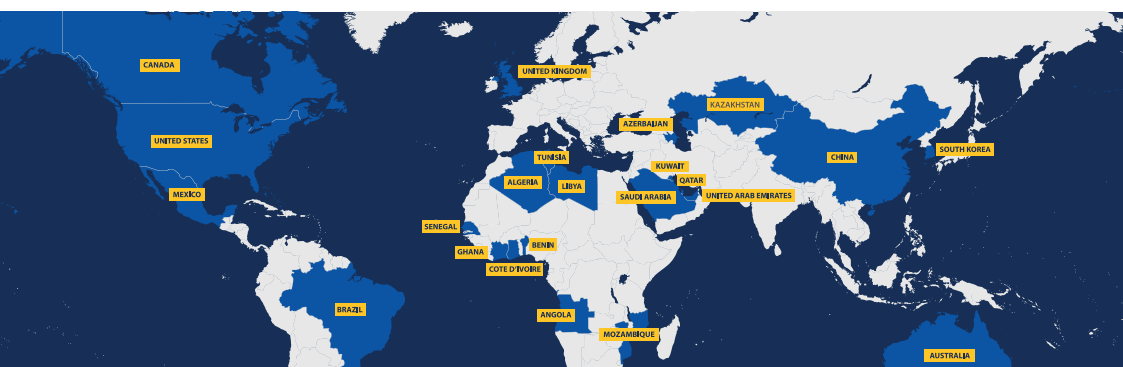 CANADA
UNITED KINGDOM
KAZAKHSTAN
AZERBAIJAN
UNITED STATES
SOUTH KOREA
TUNISIA
CHINA
KUWAIT
ALGERIA
LIBYA
QATAR
MEXICO
SAUDI ARABIA
UNITED ARAB EMIRATES
SENEGAL
GHANA
BENIN
COTE D'IVOIRE
BRAZIL
ANGOLA
MOZAMBIQUE
AUSTRALIA